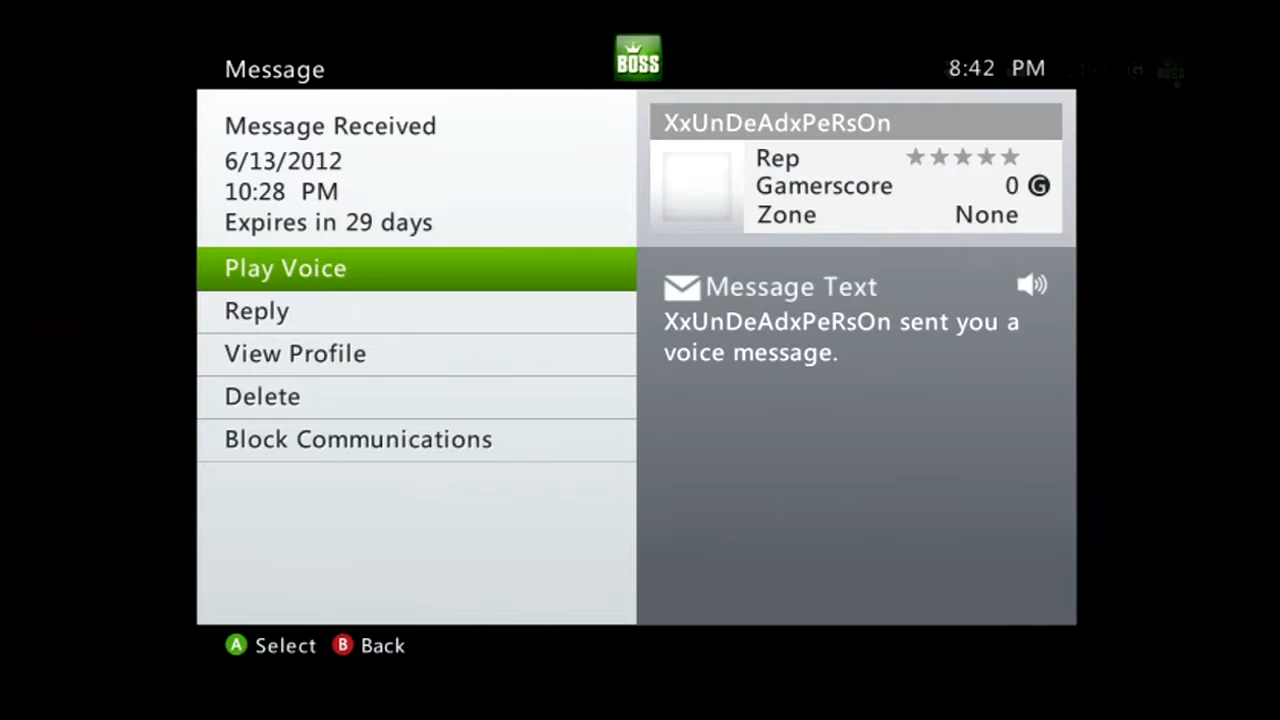 Message
BOSS
8:42 PM
Message Received
6/13/2012
10:28 PM
Expires in 29 days
Play Voice
Reply
View Profile
Delete
Block Communications
XxUnDeAdxPeRsOn
Rep
Gamerscore 0 G
Zone None
Message Text
XxUnDeAdxPeRsOn sent you a
voice message.
A Select B Back